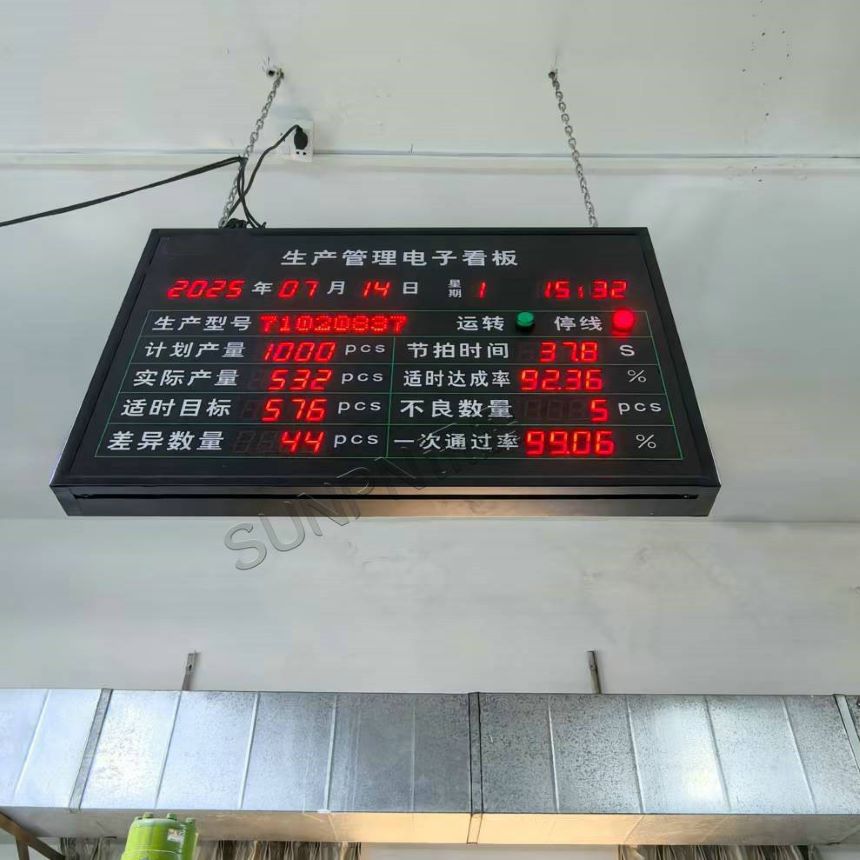 生产管理电子看板
2025 年 07 月 14 日 星期 1 15:32
生产型号 71020837 运转 停线
计划产量 1000 pcs 节拍时间 37.8 S
实际产量 532 pcs 适时达成率 92.36 %
适时目标 576 pcs 不良数量 5 pcs
差异数量 44 pcs 一次通过率 99.06 %
SUNPN